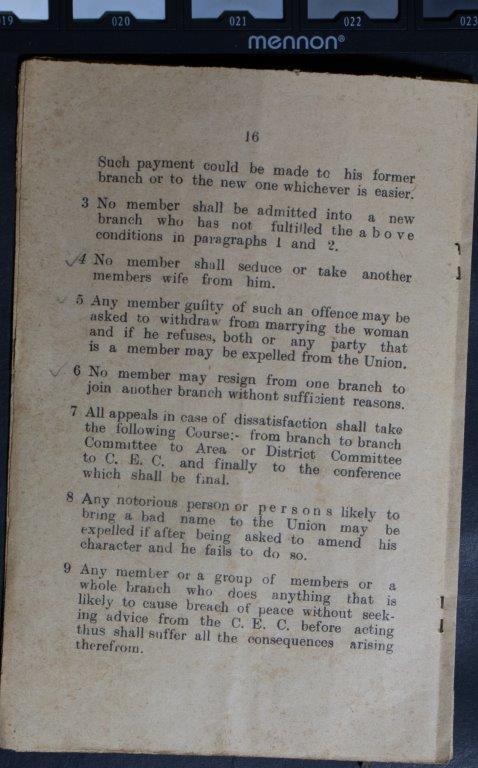 019 020 021 022 023
mennon®
16
Such payment could be made to his former
branch or to the new one whichever is easier.
3 No member shall be admitted into a new
branch who has not fulfilled the above
conditions in paragraphs 1 and 2.
4 No member shall seduce or take another
members wife from him.
5 Any member guilty of such an offence may be
asked to withdraw from marrying the woman
and if he refuses, both or any party that
is a member may be expelled from the Union.
6 No member may resign from one branch to
join another branch without sufficient reasons.
7 All appeals in case of dissatisfaction shall take
the following Course:- from branch to branch
Committee to Area or District Committee
to C. E. C. and finally to the conference
which shall be final.
8 Any notorious person or persons likely to
bring a bad name to the Union may be
expelled if after being asked to amend his
character and he fails to do so.
9 Any member or a group of members or a
whole branch who does anything that is
likely to cause breach of peace without seek-
ing advice from the C. E. C. before acting
thus shall suffer all the consequences arising
therefrom.